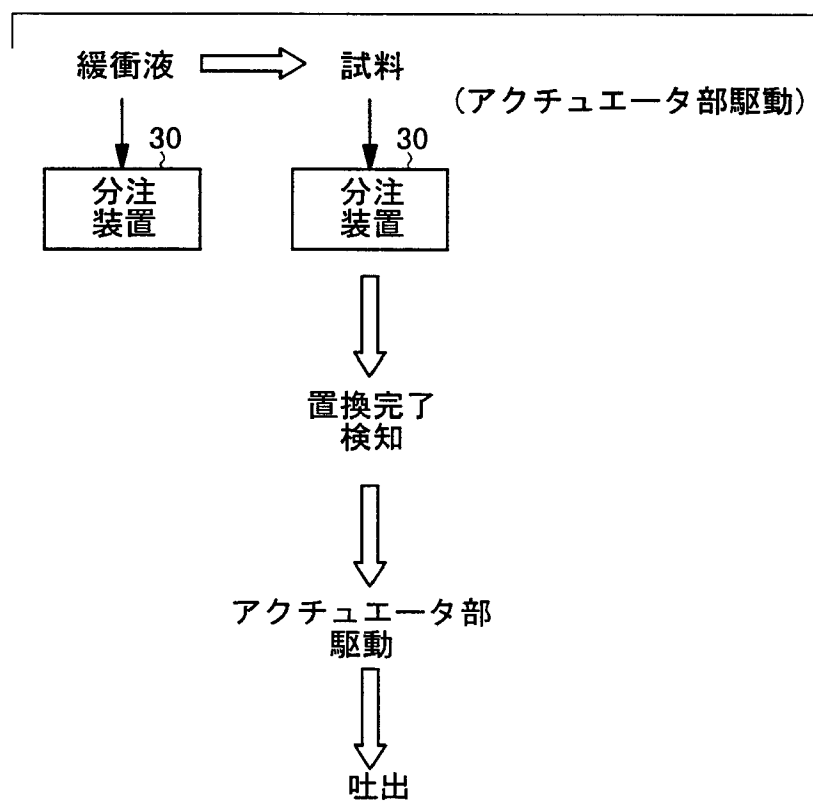 緩衝液
試料
(アクチュエータ部駆動)
30
30
分注
装置
分注
装置
置換完了
検知
アクチュエータ部
駆動
吐出